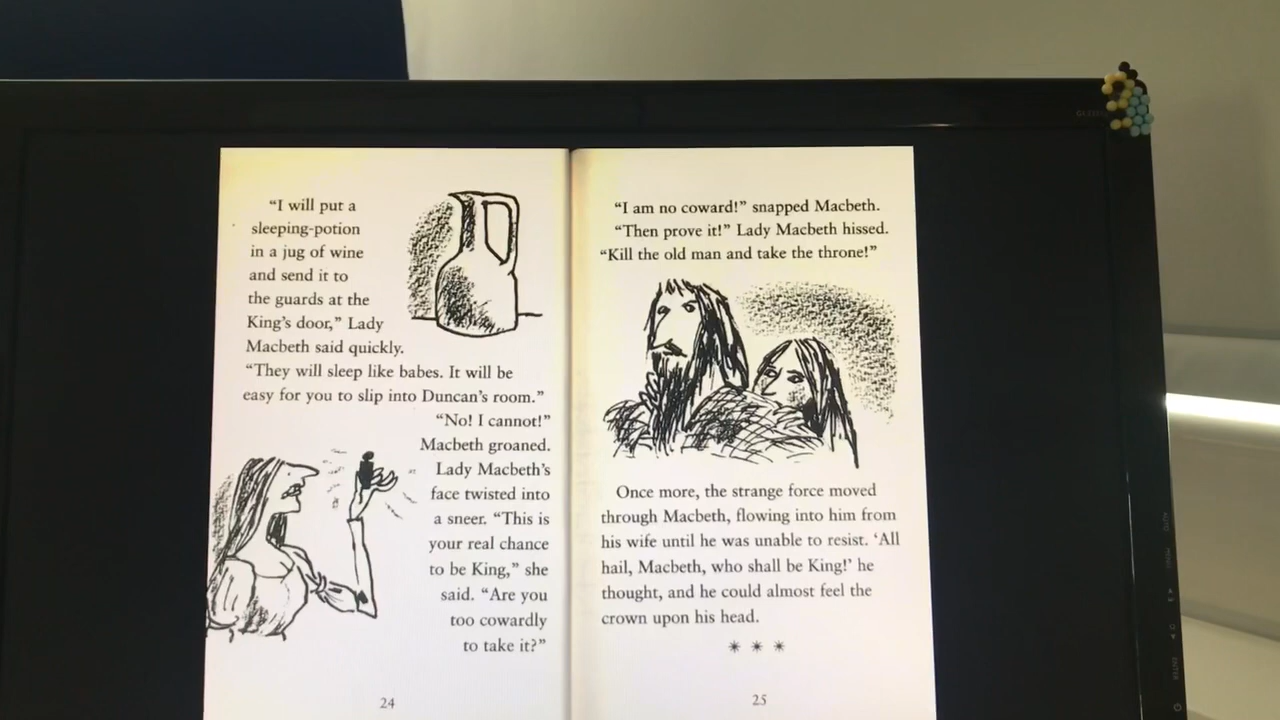 “I will put a
sleeping-potion
in a jug of wine
and send it to
the guards at the
King’s door,” Lady
Macbeth said quickly.
“They will sleep like babes. It will be
easy for you to slip into Duncan’s room.”
“No! I cannot!”
Macbeth groaned.
Lady Macbeth’s
face twisted into
a sneer. “This is
your real chance
to be King,” she
said. “Are you
too cowardly
to take it?”
24
“I am no coward!” snapped Macbeth.
“Then prove it!” Lady Macbeth hissed.
“Kill the old man and take the throne!”
Once more, the strange force moved
through Macbeth, flowing into him from
his wife until he was unable to resist. ‘All
hail, Macbeth, who shall be King!’ he
thought, and he could almost feel the
crown upon his head.
✳ ✳ ✳
25
AUTO
MENU
ENTER